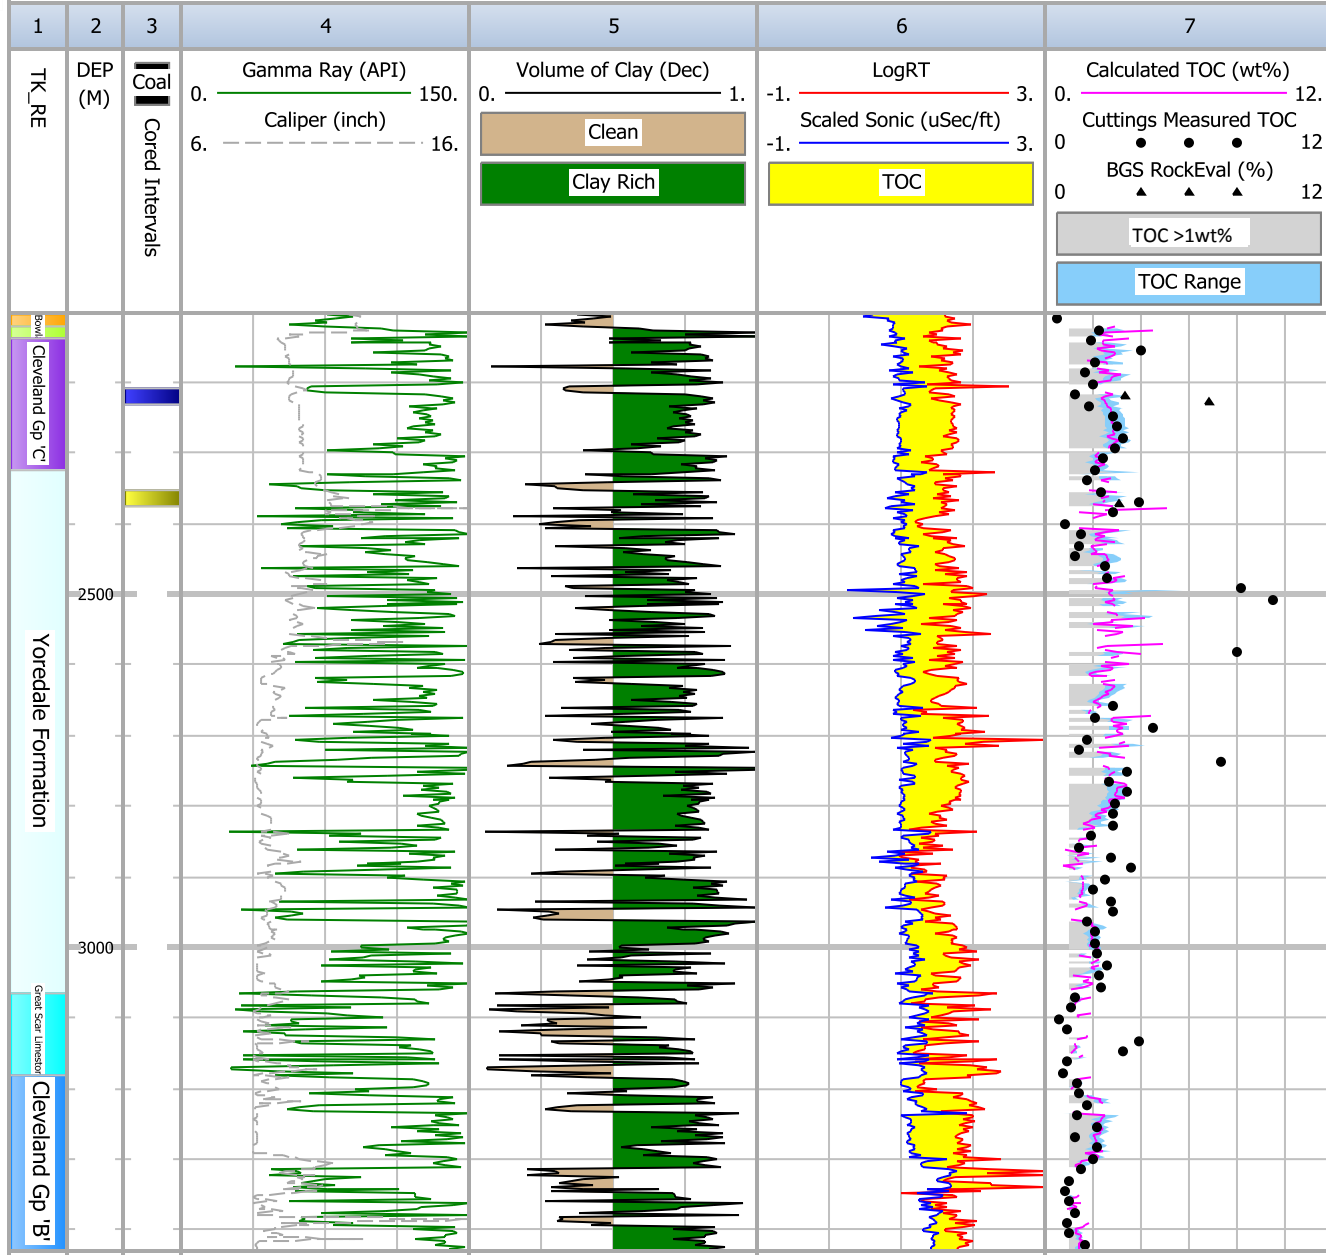 1 2 3 4 5 6 7
TK_RE
DEP
(M)
Coal
Cored Intervals
Gamma Ray (API)
0. 150.
Caliper (inch)
6. 16.
Volume of Clay (Dec)
0. 1.
Clean
Clay Rich
LogRT
-1. 3.
Scaled Sonic (uSec/ft)
-1. 3.
TOC
Calculated TOC (wt%)
0. 12.
Cuttings Measured TOC
0 12
BGS RockEval (%)
0 12
TOC >1wt%
TOC Range
Bowl
Cleveland Gp 'C'
Yoredale Formation
Great Scar Limestor
Cleveland Gp 'B'
2500
3000